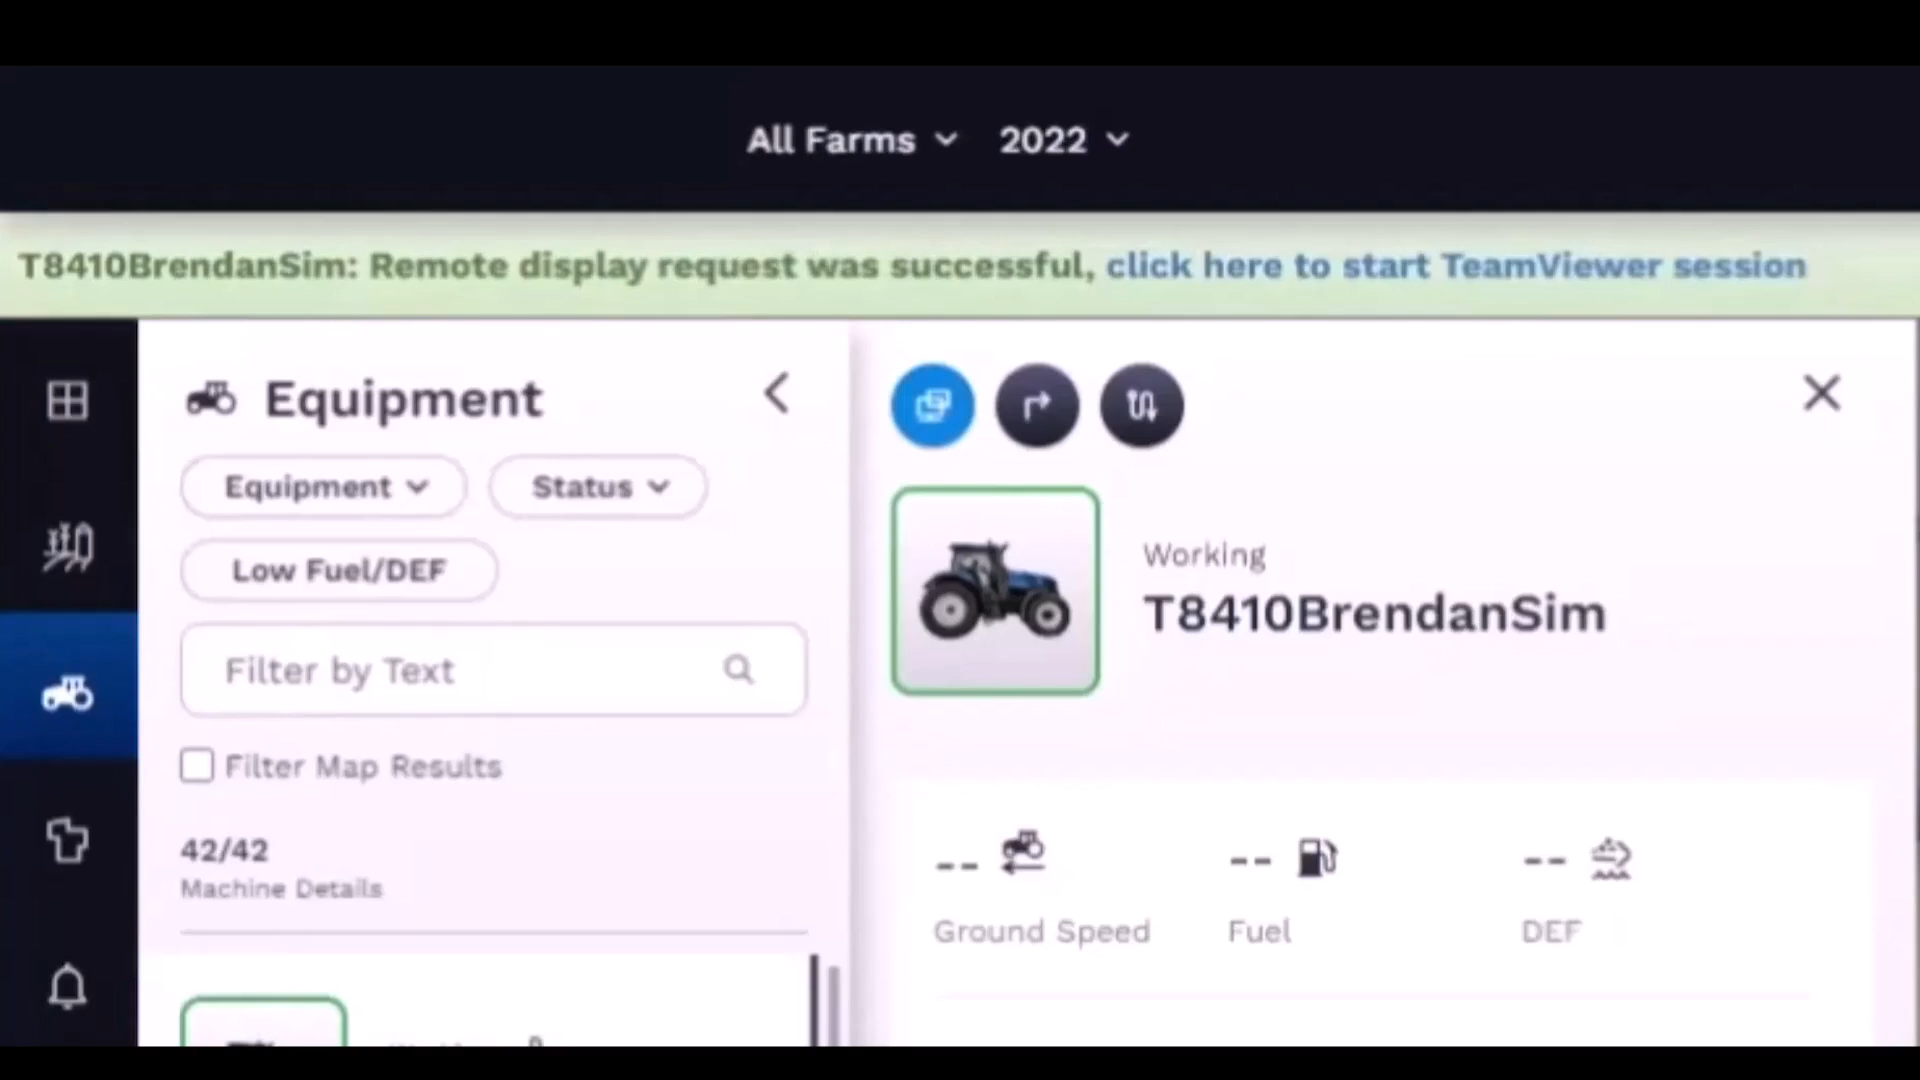 All Farms 2022
T8410BrendanSim: Remote display request was successful, click here to start TeamViewer session
Equipment
Equipment Status
Low Fuel/DEF
Filter by Text
Filter Map Results
42/42
Machine Details
Working
T8410BrendanSim
-- -- --
Ground Speed Fuel DEF